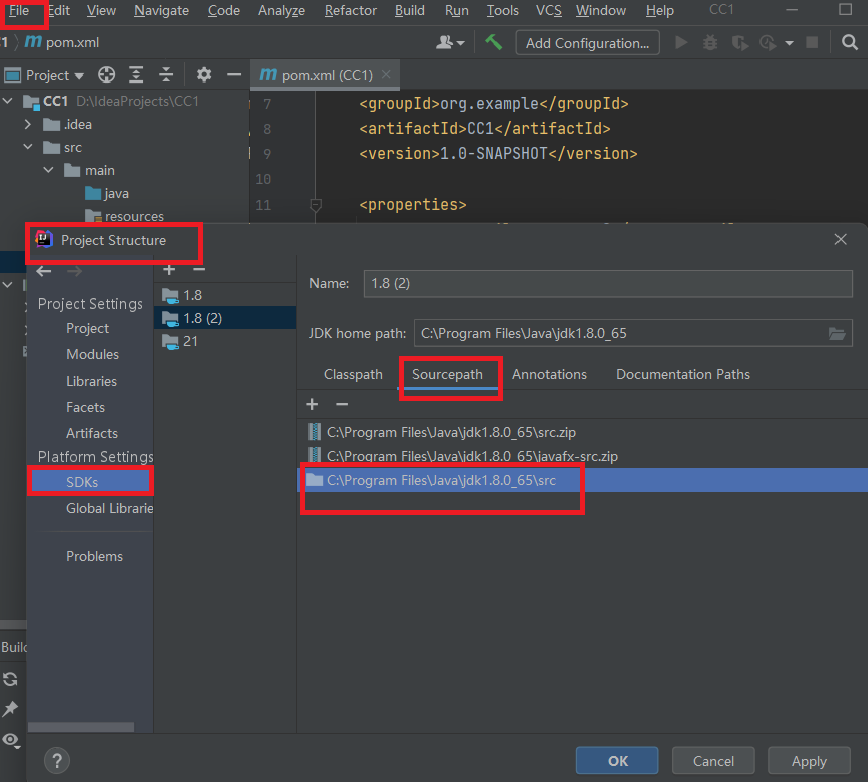 File Edit View Navigate Code Analyze Refactor Build Run Tools VCS Window Help CC1
1 〉 m pom.xml Add Configuration...
Project m pom.xml (CC1)
CC1 D:\IdeaProjects\CC1
.idea
src
main
java
resources
7 <groupId>org.example</groupId>
8 <artifactId>CC1</artifactId>
9 <version>1.0-SNAPSHOT</version>
10
11 <properties>
Project Structure
Project Settings
Project
Modules
Libraries
Facets
Artifacts
Platform Settings
SDKs
Global Librarie
Problems
1.8
1.8 (2)
21
Name: 1.8 (2)
JDK home path: C:\Program Files\Java\jdk1.8.0_65
Classpath Sourcepath Annotations Documentation Paths
C:\Program Files\Java\jdk1.8.0_65\src.zip
C:\Program Files\Java\jdk1.8.0_65\javafx-src.zip
C:\Program Files\Java\jdk1.8.0_65\src
Build
? OK Cancel Apply